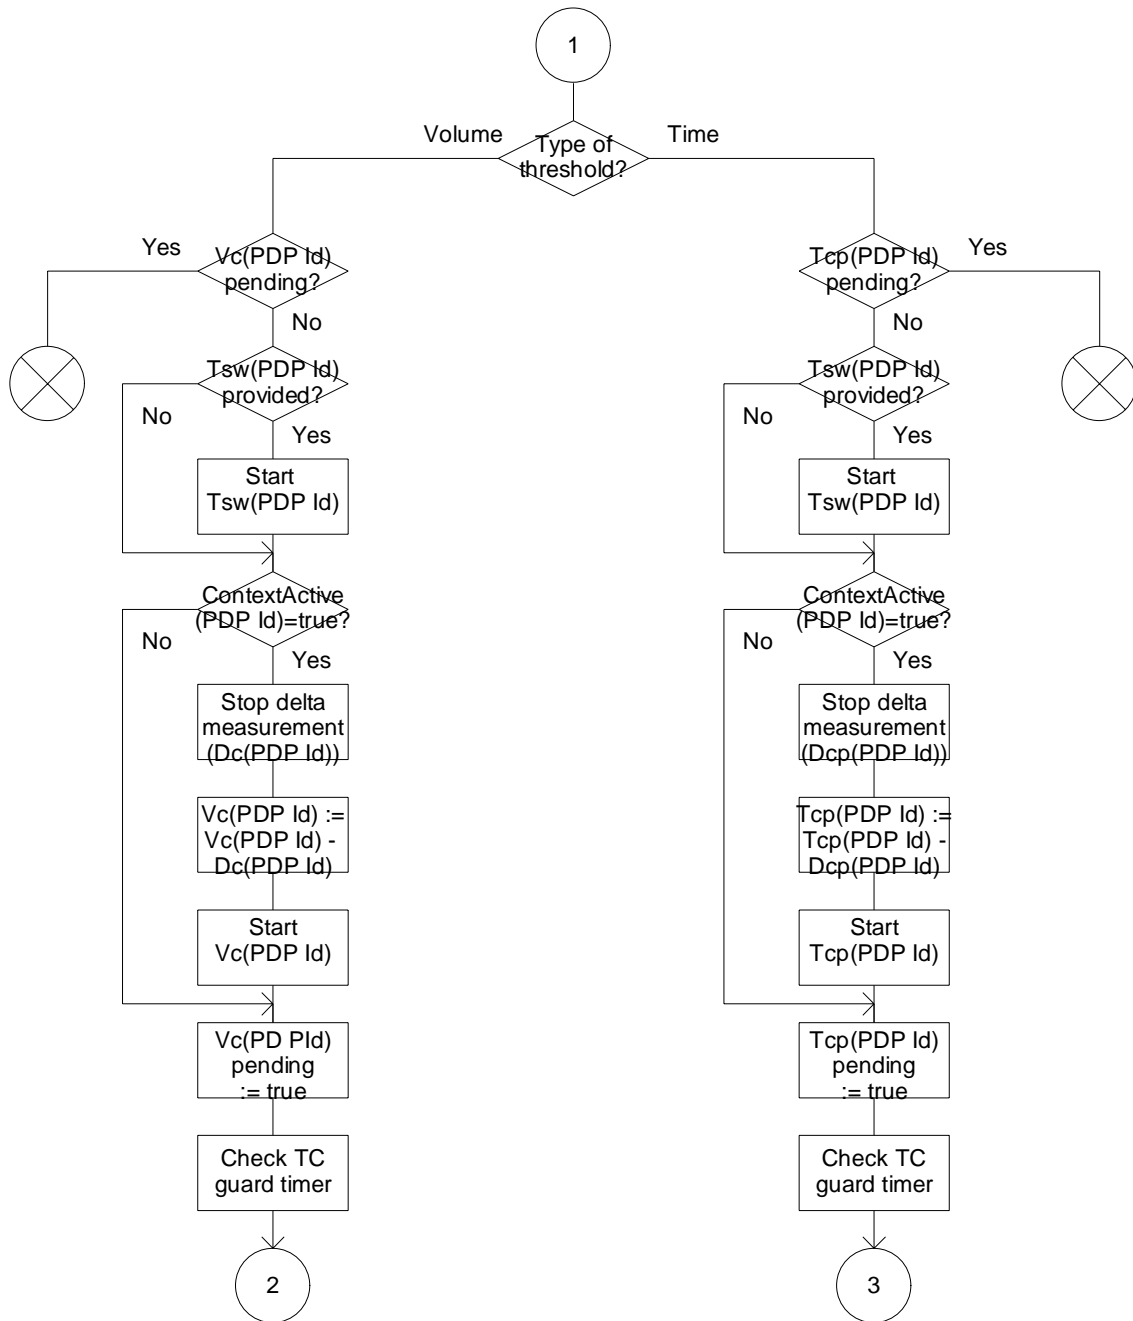 1
Volume
Type of
threshold?
Time
Yes
Vc(PDP Id)
pending?
No
Tsw(PDP Id)
provided?
No
Yes
Start
Tsw(PDP Id)
ContextActive
(PDP Id)=true?
No
Yes
Stop delta
measurement
(Dc(PDP Id))
Vc(PDP Id) :=
Vc(PDP Id) -
Dc(PDP Id)
Start
Vc(PDP Id)
Vc(PD PId)
pending
:= true
Check TC
guard timer
2
Tcp(PDP Id)
pending?
Yes
No
Tsw(PDP Id)
provided?
No
Yes
Start
Tsw(PDP Id)
ContextActive
(PDP Id)=true?
No
Yes
Stop delta
measurement
(Dcp(PDP Id))
Tcp(PDP Id) :=
Tcp(PDP Id) -
Dcp(PDP Id)
Start
Tcp(PDP Id)
Tcp(PDP Id)
pending
:= true
Check TC
guard timer
3